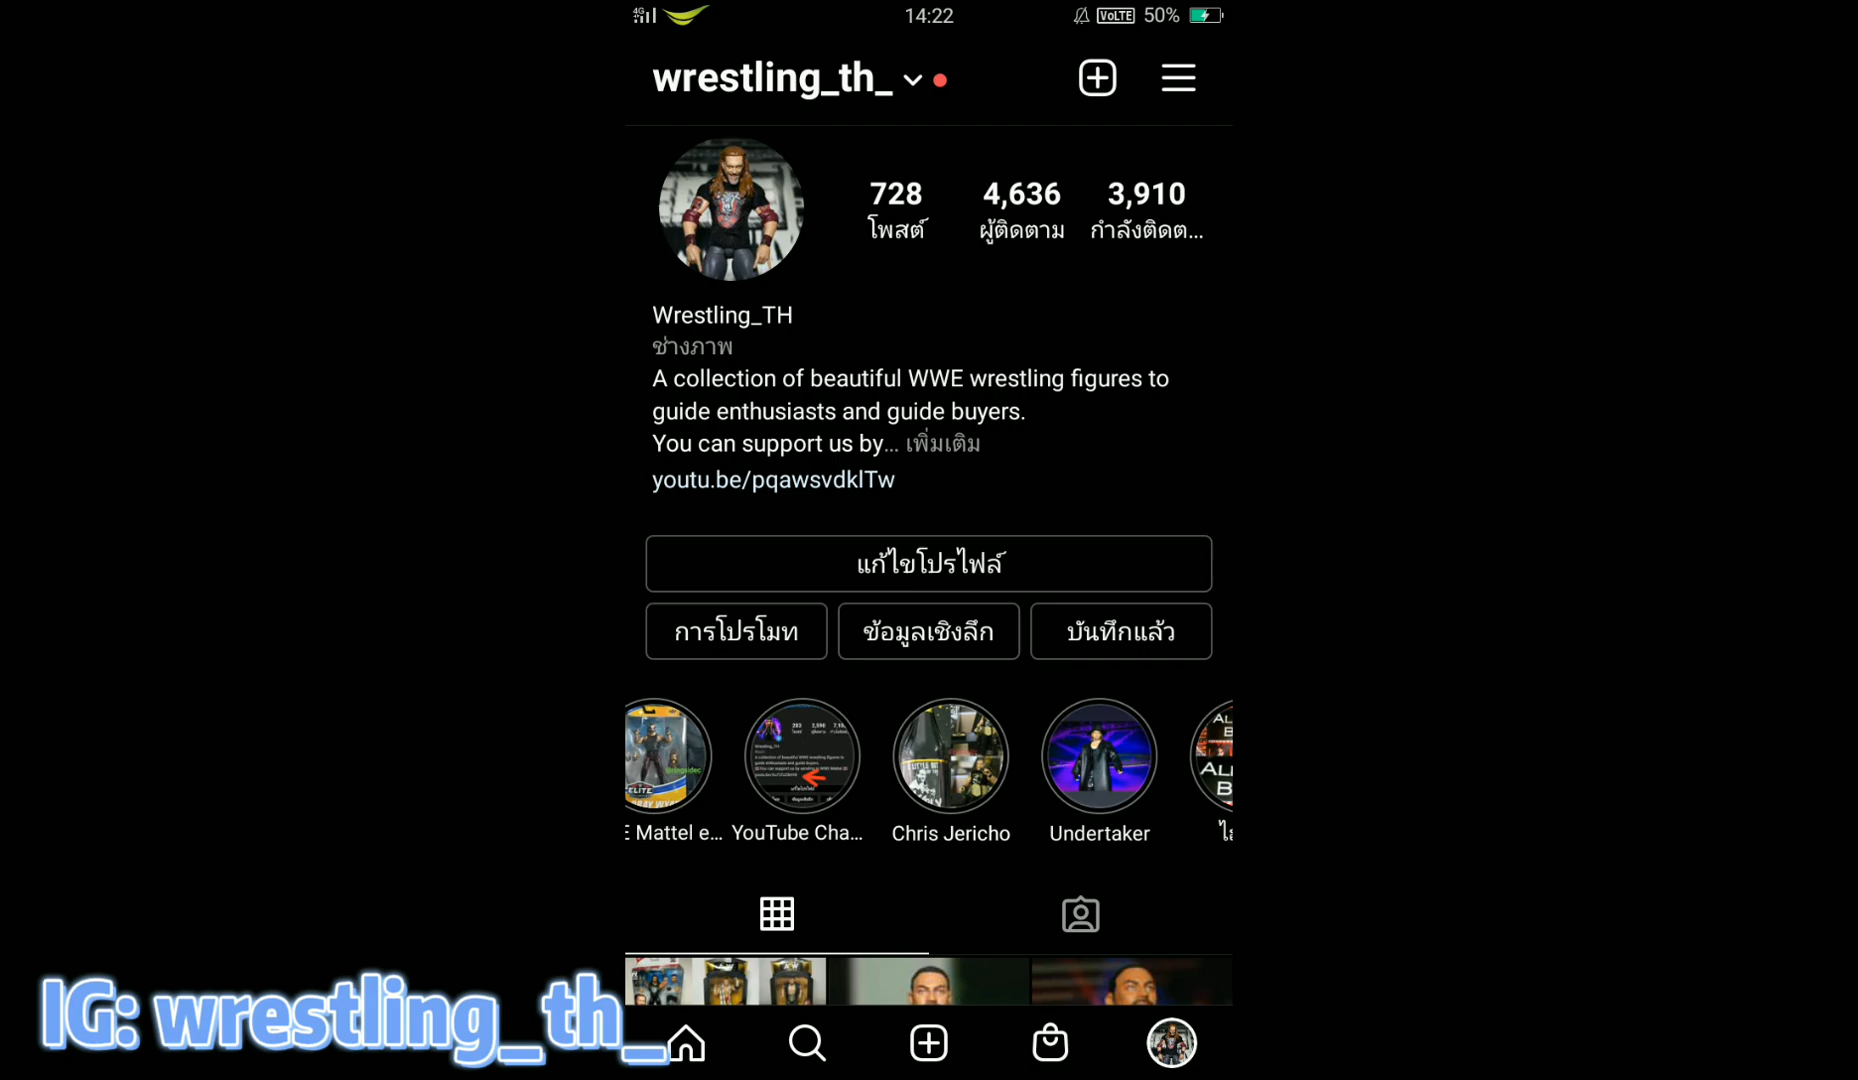 4G 14:22 VoLTE 50%
wrestling_th_
728 4,636 3,910
โพสต์ ผู้ติดตาม กำลังติดต...
Wrestling_TH
ช่างภาพ
A collection of beautiful WWE wrestling figures to
guide enthusiasts and guide buyers.
You can support us by... เพิ่มเติม
youtu.be/pqawsvdklTw
แก้ไขโปรไฟล์
การโปรโมท ข้อมูลเชิงลึก บันทึกแล้ว
E Mattel e... YouTube Cha... Chris Jericho Undertaker
IG: wrestling_th_